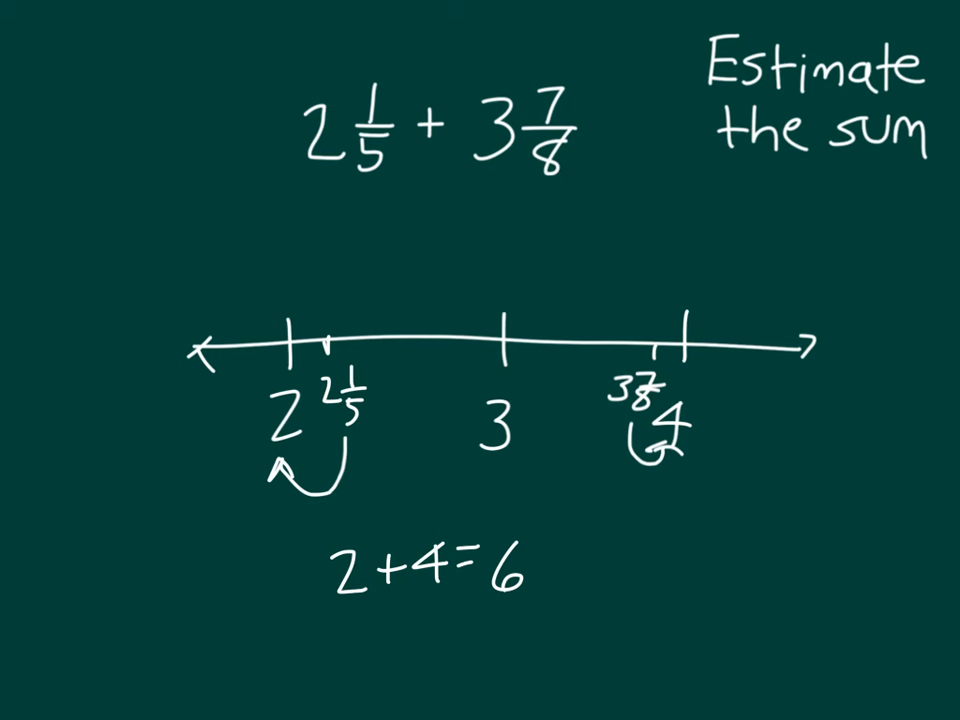 Estimate
the sum
2 1/5 + 3 7/8
2 2 1/5 3 3 7/8 4
2+4=6